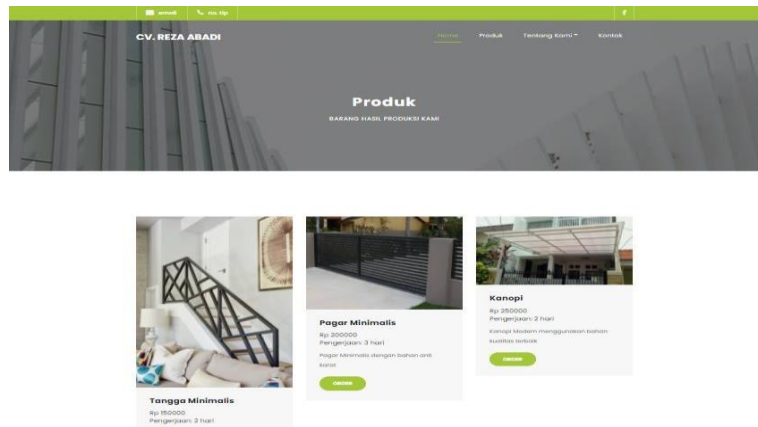 email no tlp
CV. REZA ABADI
Home Produk Tentang Kami Kontak
Produk
BARANG HASIL PRODUKSI KAMI
Tangga Minimalis
Rp 150000
Pengerjaan: 2 hari
Pagar Minimalis
Rp 200000
Pengerjaan: 3 hari
Pagar Minimalis dengan bahan anti
karat
ORDER
Kanopi
Rp 250000
Pengerjaan: 2 hari
Kanopi Modern menggunakan bahan
kualitas terbaik
ORDER